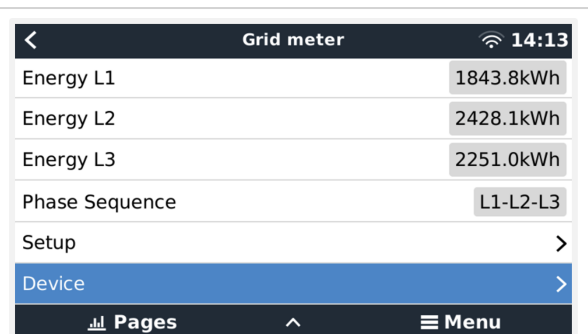 Grid meter 14:13
Energy L1 1843.8kWh
Energy L2 2428.1kWh
Energy L3 2251.0kWh
Phase Sequence L1-L2-L3
Setup
Device
Pages Menu